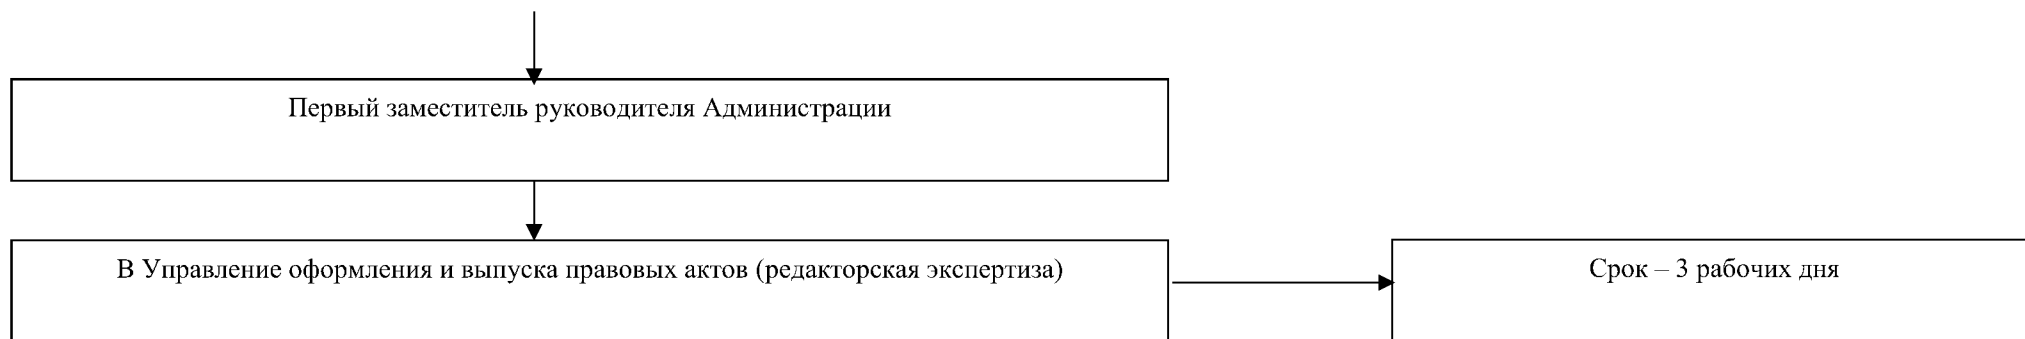 Первый заместитель руководителя Администрации
В Управление оформления и выпуска правовых актов (редакторская экспертиза)
Срок – 3 рабочих дня